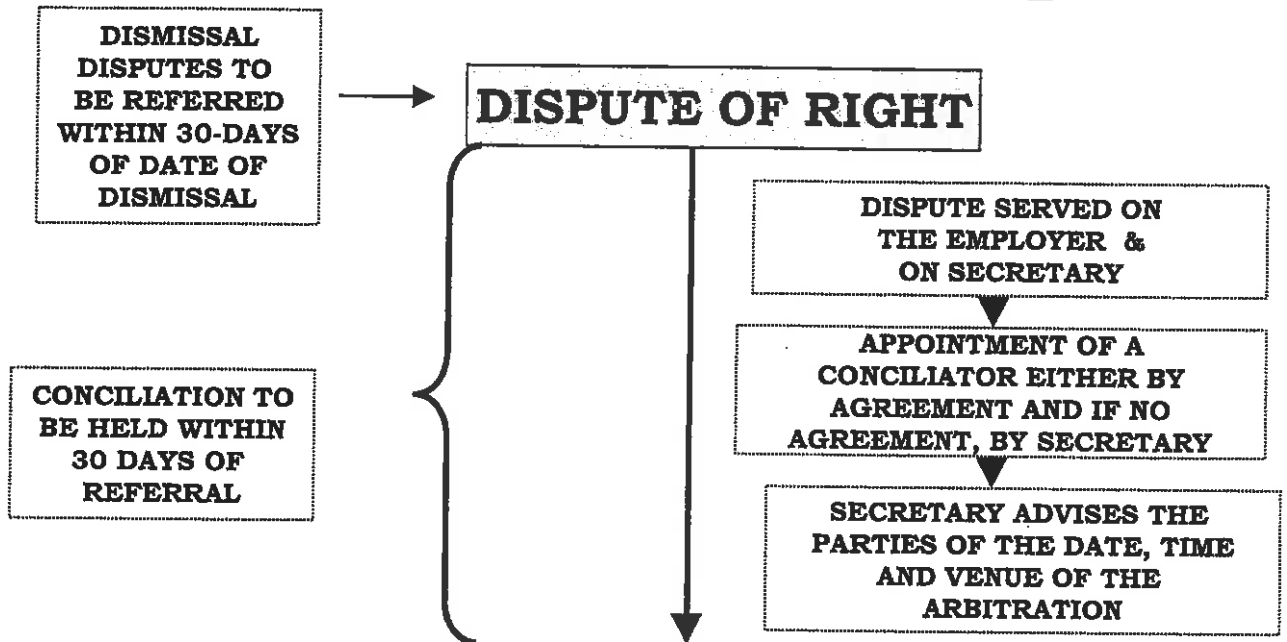 DISMISSAL
DISPUTES TO
BE REFERRED
WITHIN 30-DAYS
OF DATE OF
DISMISSAL
DISPUTE OF RIGHT
DISPUTE SERVED ON
THE EMPLOYER &
ON SECRETARY
APPOINTMENT OF A
CONCILIATOR EITHER BY
AGREEMENT AND IF NO
AGREEMENT, BY SECRETARY
CONCILIATION TO
BE HELD WITHIN
30 DAYS OF
REFERRAL
SECRETARY ADVISES THE
PARTIES OF THE DATE, TIME
AND VENUE OF THE
ARBITRATION